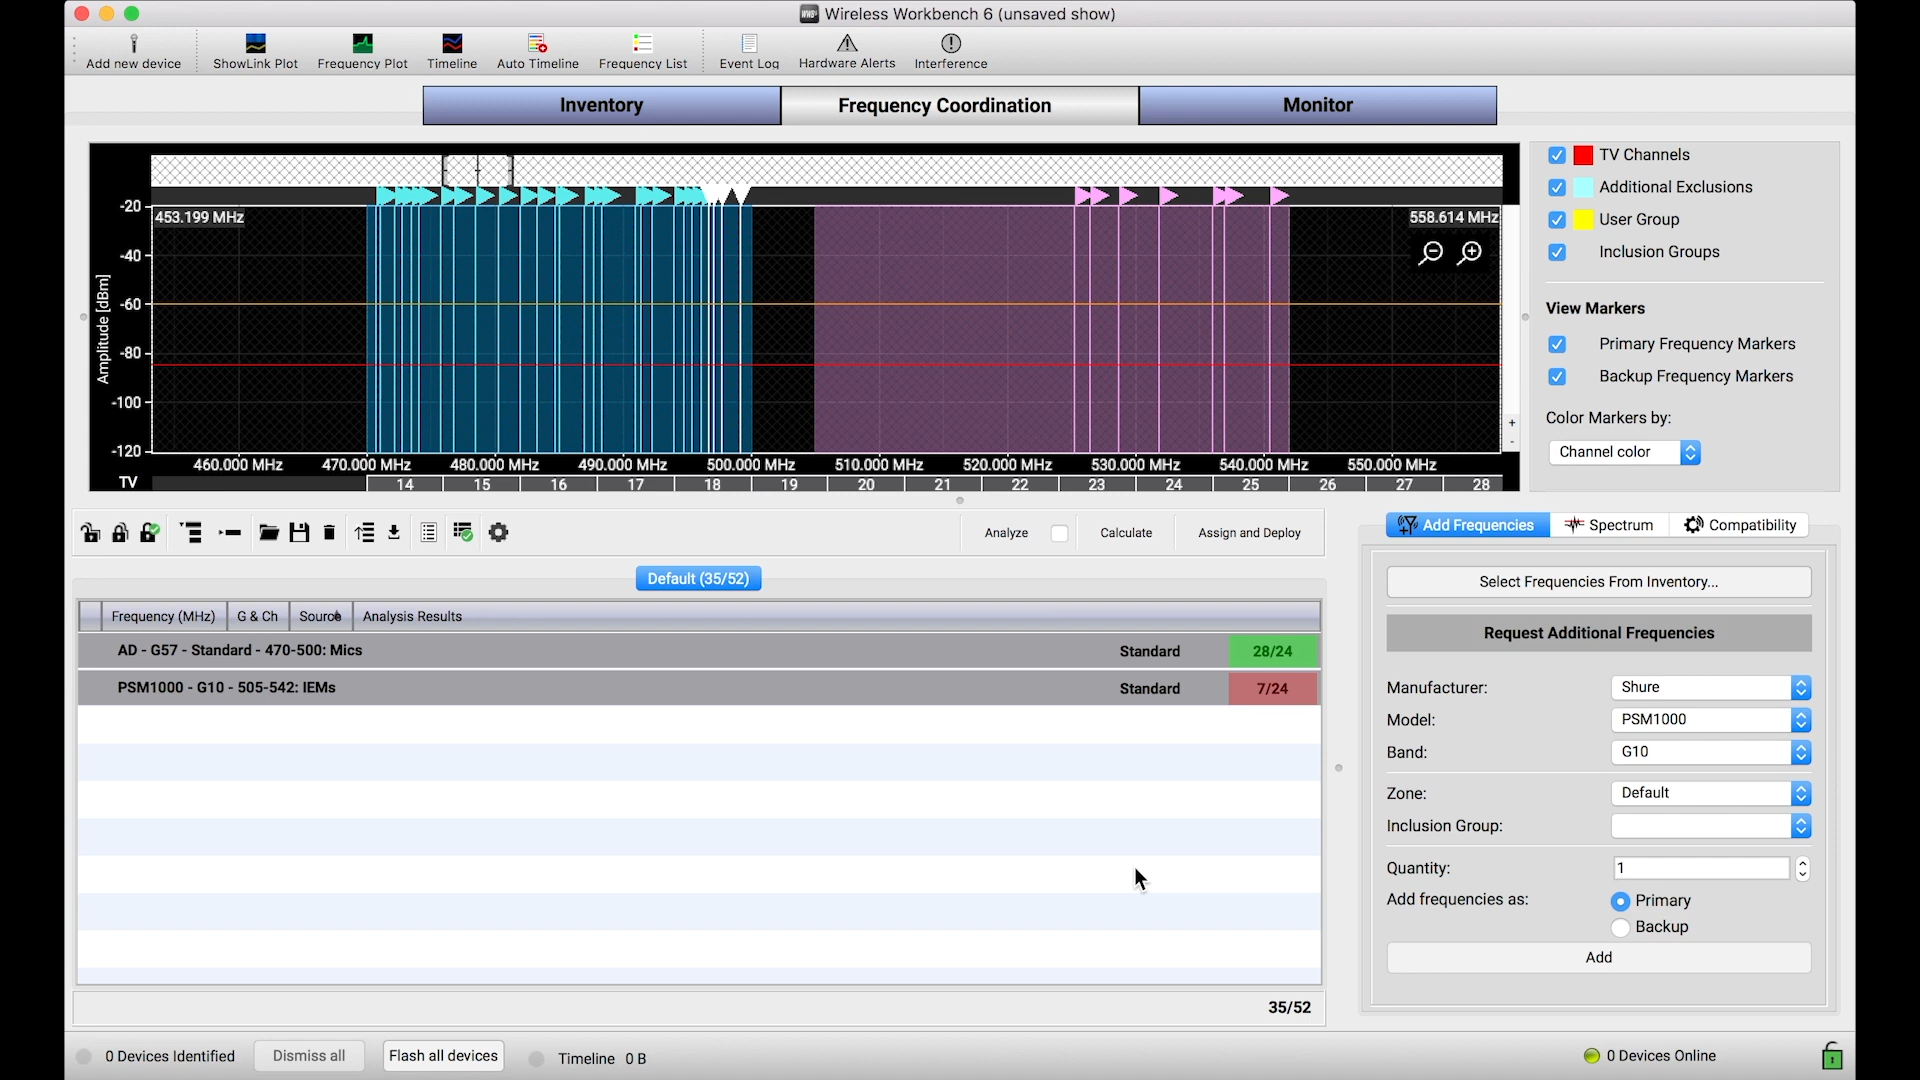 Wireless Workbench 6 (unsaved show)
Add new device ShowLink Plot Frequency Plot Timeline Auto Timeline Frequency List Event Log Hardware Alerts Interference
Inventory Frequency Coordination Monitor
TV Channels
Additional Exclusions
User Group
Inclusion Groups
View Markers
Primary Frequency Markers
Backup Frequency Markers
Color Markers by:
Channel color
453.199 MHz 558.614 MHz
Amplitude [dBm]
-20
-40
-60
-80
-100
-120
+
-
460.000 MHz 470.000 MHz 480.000 MHz 490.000 MHz 500.000 MHz 510.000 MHz 520.000 MHz 530.000 MHz 540.000 MHz 550.000 MHz
TV 14 15 16 17 18 19 20 21 22 23 24 25 26 27 28
Analyze Calculate Assign and Deploy
Default (35/52)
Frequency (MHz) G & Ch Source Analysis Results
AD - G57 - Standard - 470-500: Mics Standard 28/24
PSM1000 - G10 - 505-542: IEMs Standard 7/24
35/52
Add Frequencies Spectrum Compatibility
Select Frequencies From Inventory...
Request Additional Frequencies
Manufacturer: Shure
Model: PSM1000
Band: G10
Zone: Default
Inclusion Group:
Quantity: 1
Add frequencies as: Primary
Backup
Add
0 Devices Identified Dismiss all Flash all devices Timeline 0 B 0 Devices Online